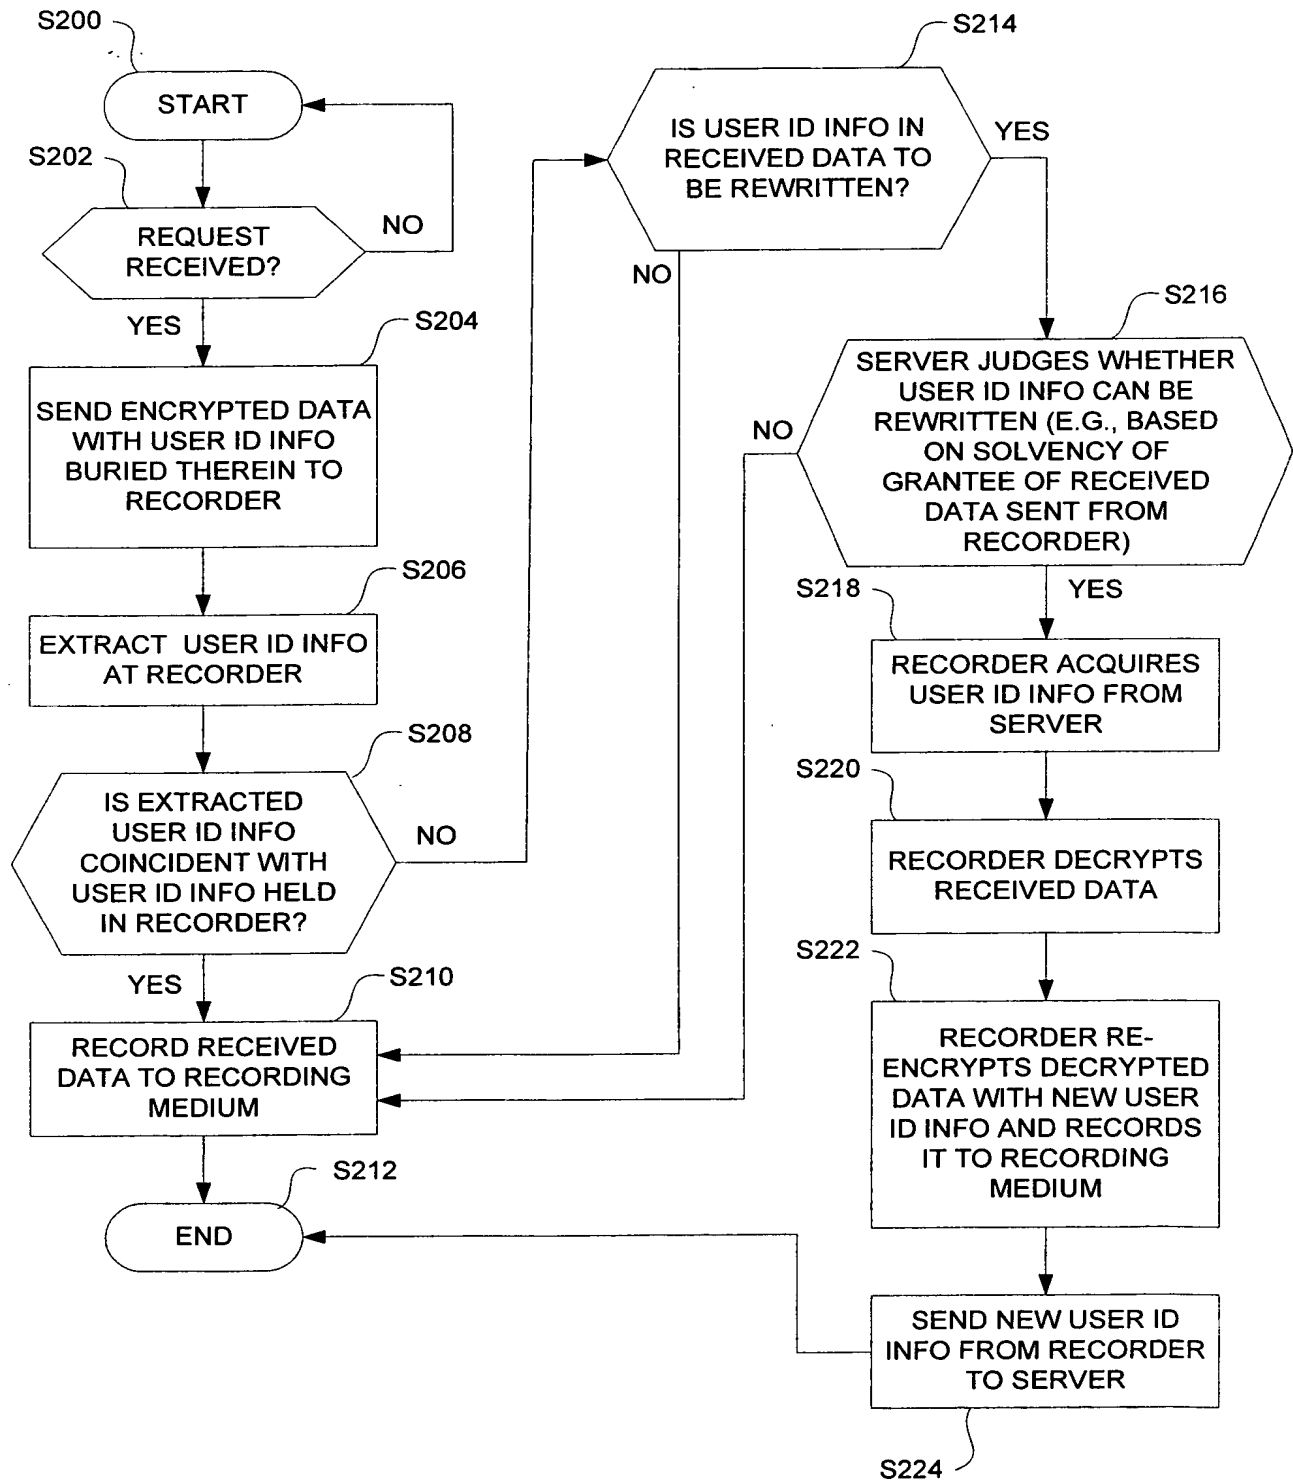 S200
START
S202
REQUEST
RECEIVED?
NO
YES
S204
SEND ENCRYPTED DATA
WITH USER ID INFO
BURIED THEREIN TO
RECORDER
S206
EXTRACT USER ID INFO
AT RECORDER
S208
IS EXTRACTED
USER ID INFO
COINCIDENT WITH
USER ID INFO HELD
IN RECORDER?
NO
YES
S210
RECORD RECEIVED
DATA TO RECORDING
MEDIUM
S212
END
S214
IS USER ID INFO IN
RECEIVED DATA TO
BE REWRITTEN?
YES
NO
S216
SERVER JUDGES WHETHER
USER ID INFO CAN BE
REWRITTEN (E.G., BASED
ON SOLVENCY OF
GRANTEE OF RECEIVED
DATA SENT FROM
RECORDER)
NO
YES
S218
RECORDER ACQUIRES
USER ID INFO FROM
SERVER
S220
RECORDER DECRYPTS
RECEIVED DATA
S222
RECORDER RE-
ENCRYPTS DECRYPTED
DATA WITH NEW USER
ID INFO AND RECORDS
IT TO RECORDING
MEDIUM
SEND NEW USER ID
INFO FROM RECORDER
TO SERVER
S224